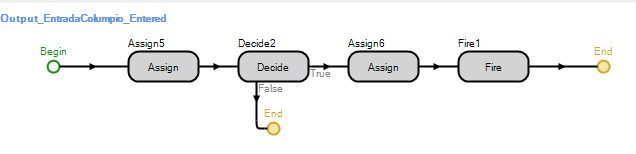 Output_EntradaColumpio_Entered
Begin
Assign5
Assign
Decide2
Decide
True
False
End
Assign6
Assign
Fire1
Fire
End